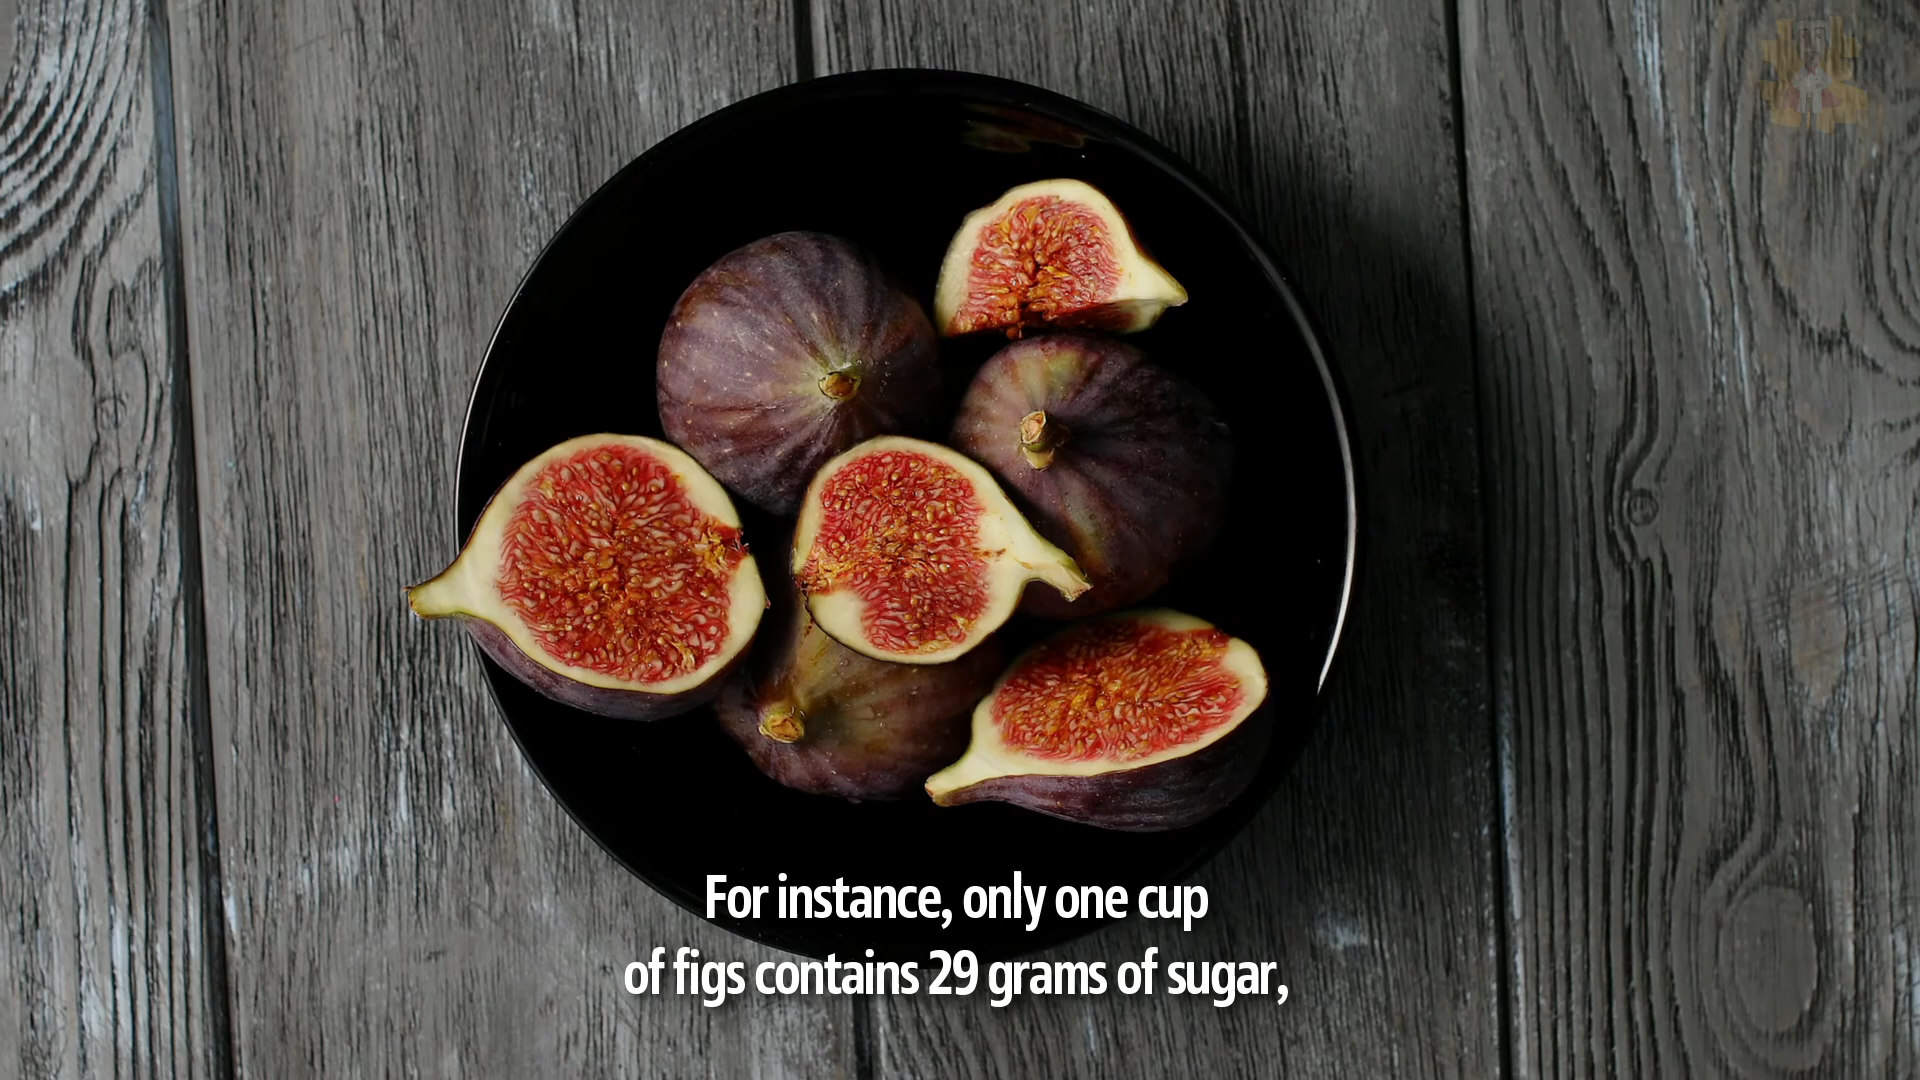 For instance, only one cup
of figs contains 29 grams of sugar,